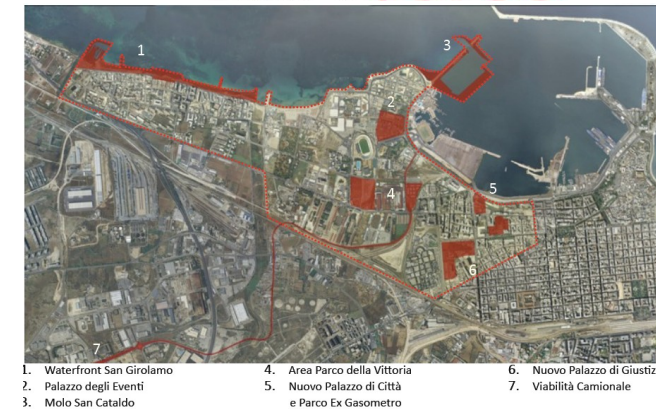 1
3
2
4
5
6
7
1. Waterfront San Girolamo
2. Palazzo degli Eventi
3. Molo San Cataldo
4. Area Parco della Vittoria
5. Nuovo Palazzo di Città
e Parco Ex Gasometro
6. Nuovo Palazzo di Giustiz
7. Viabilità Camionale